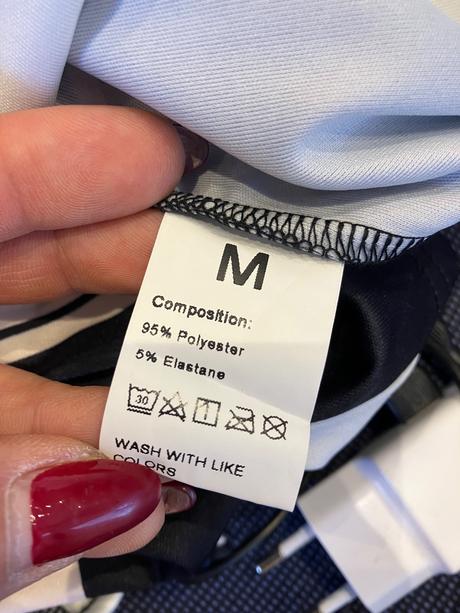 M
Composition:
95% Polyester
5% Elastane
30
WASH WITH LIKE
COLORS